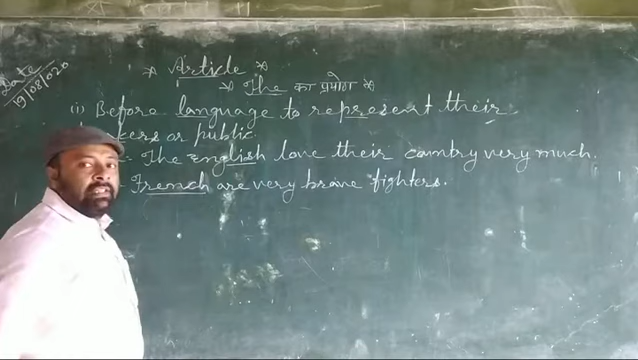 Date
19/08/020
* Article *
* The का प्रयोग *
(i) Before language to represent their
kers or public.
- The english love their cauntry very much.
French are very brave fighters.